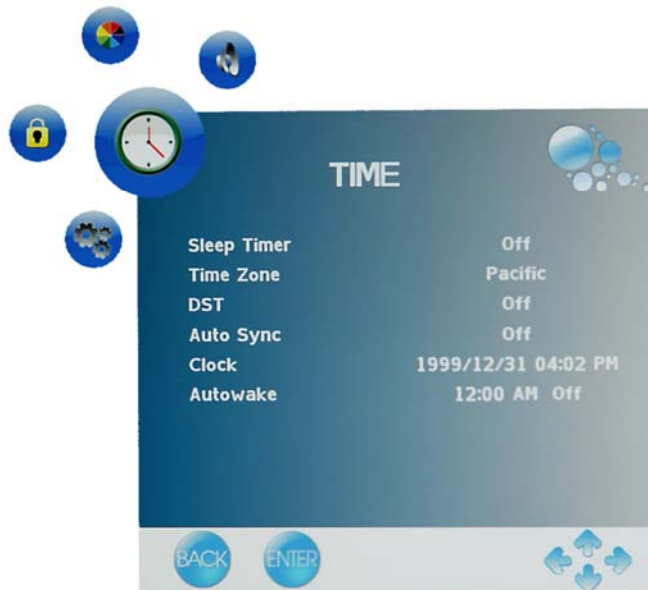 TIME
Sleep Timer Off
Time Zone Pacific
DST Off
Auto Sync Off
Clock 1999/12/31 04:02 PM
Autowake 12:00 AM Off
BACK ENTER